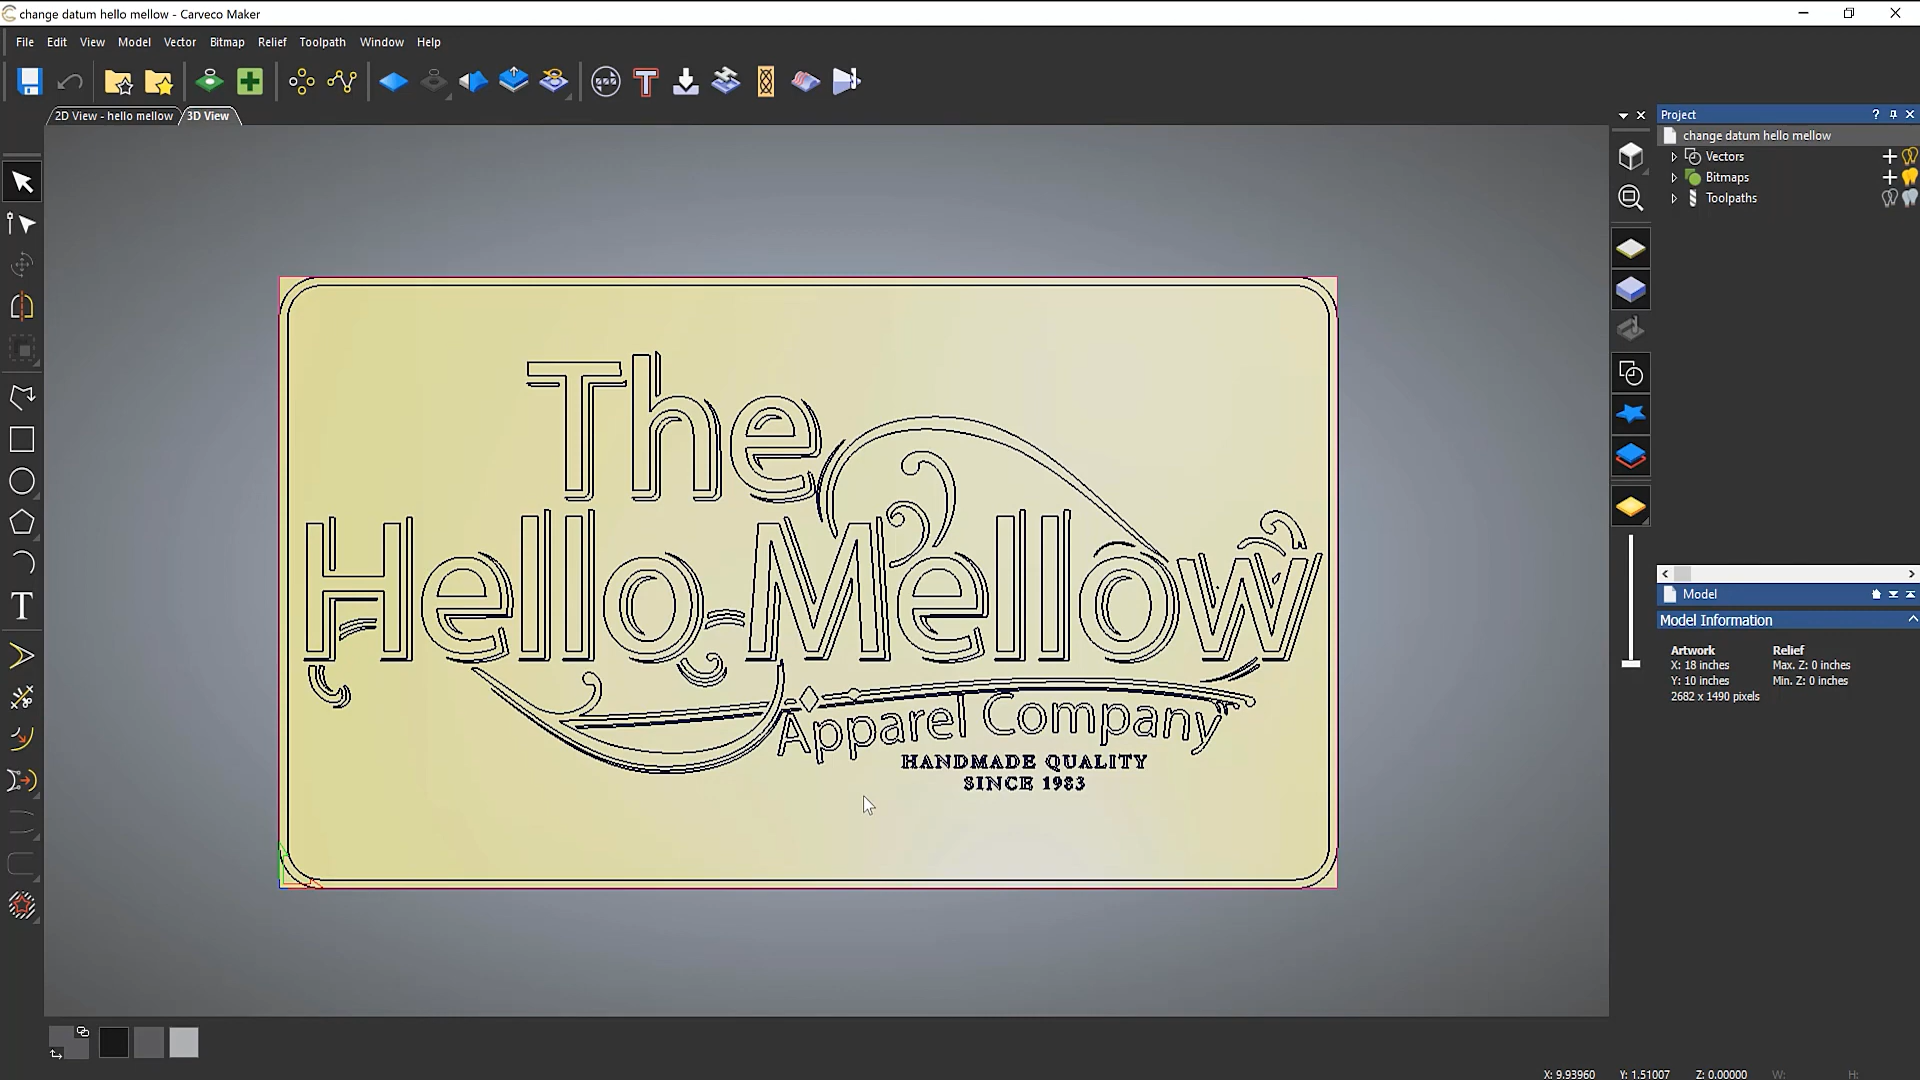 change datum hello mellow - Carveco Maker
File Edit View Model Vector Bitmap Relief Toolpath Window Help
2D View - hello mellow 3D View
Project
change datum hello mellow
Vectors
Bitmaps
Toolpaths
The
Hello Mellow
Apparel Company
HANDMADE QUALITY
SINCE 1983
Model
Model Information
Artwork Relief
X: 18 inches Max. Z: 0 inches
Y: 10 inches Min. Z: 0 inches
2682 x 1490 pixels
X: 9.93960 Y: 1.51007 Z: 0.00000 W: H: